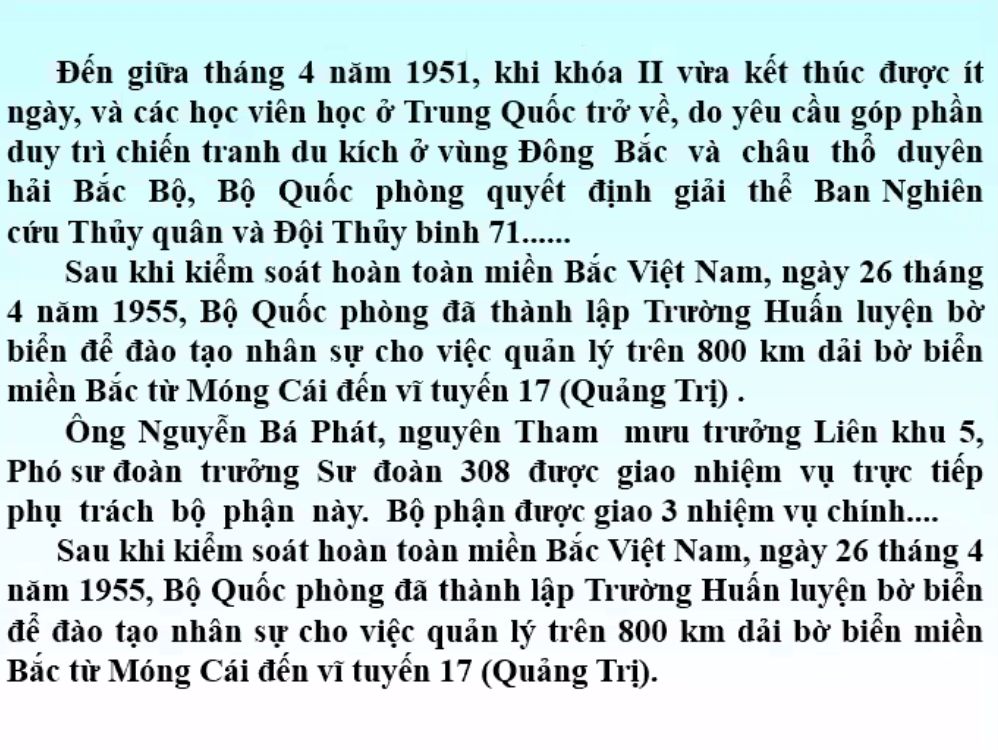 Đến giữa tháng 4 năm 1951, khi khóa II vừa kết thúc được ít
ngày, và các học viên học ở Trung Quốc trở về, do yêu cầu góp phần
duy trì chiến tranh du kích ở vùng Đông Bắc và châu thổ duyên
hải Bắc Bộ, Bộ Quốc phòng quyết định giải thể Ban Nghiên
cứu Thủy quân và Đội Thủy binh 71......
Sau khi kiểm soát hoàn toàn miền Bắc Việt Nam, ngày 26 tháng
4 năm 1955, Bộ Quốc phòng đã thành lập Trường Huấn luyện bờ
biển để đào tạo nhân sự cho việc quản lý trên 800 km dải bờ biển
miền Bắc từ Móng Cái đến vĩ tuyến 17 (Quảng Trị) .
Ông Nguyễn Bá Phát, nguyên Tham mưu trưởng Liên khu 5,
Phó sư đoàn trưởng Sư đoàn 308 được giao nhiệm vụ trực tiếp
phụ trách bộ phận này. Bộ phận được giao 3 nhiệm vụ chính....
Sau khi kiểm soát hoàn toàn miền Bắc Việt Nam, ngày 26 tháng 4
năm 1955, Bộ Quốc phòng đã thành lập Trường Huấn luyện bờ biển
để đào tạo nhân sự cho việc quản lý trên 800 km dải bờ biển miền
Bắc từ Móng Cái đến vĩ tuyến 17 (Quảng Trị).